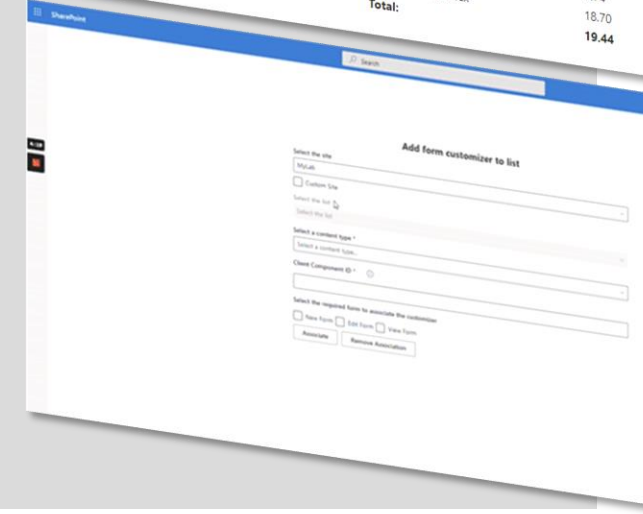 18.70
Total:
19.44
SharePoint
Search
Add form customizer to list
Select the site
MyLab
Custom Site
Select the list
Select the list
Select a content type *
Select a content type...
Client Component ID *
Select the required form to associate the customizer
New Form Edit Form View Form
Associate Remove Association